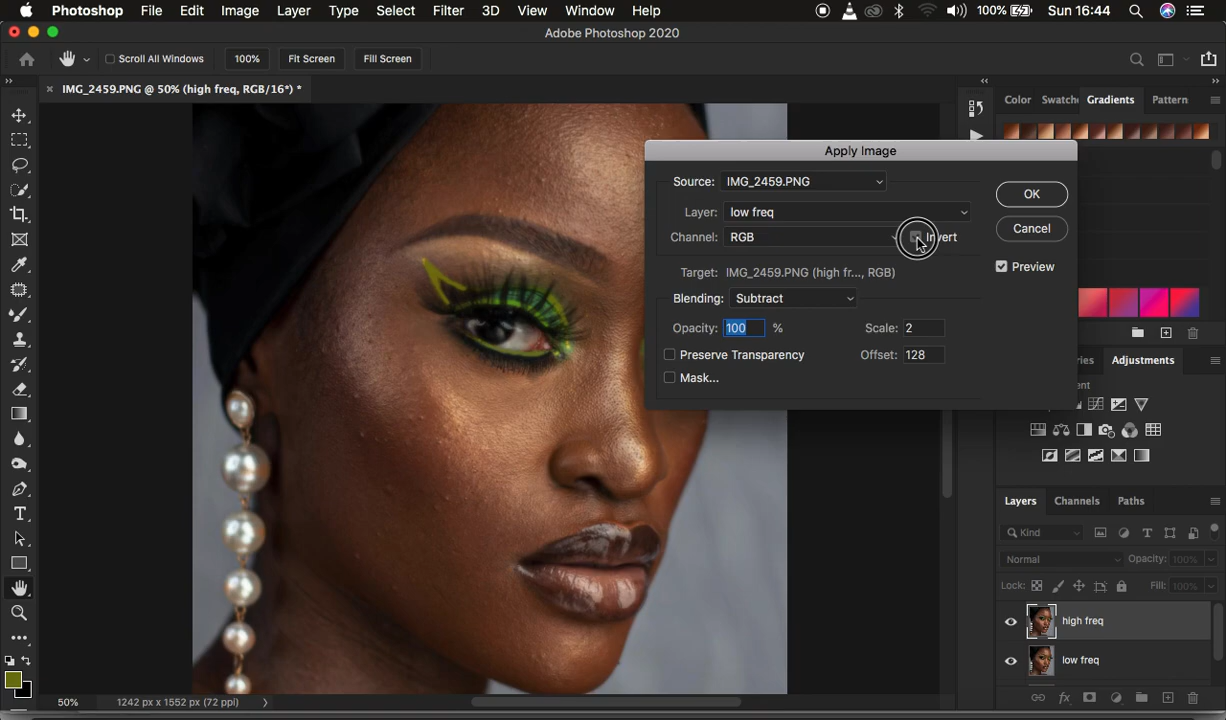 Photoshop File Edit Image Layer Type Select Filter 3D View Window Help 100% Sun 16:44
Adobe Photoshop 2020
Scroll All Windows 100% Fit Screen Fill Screen
IMG_2459.PNG @ 50% (high freq, RGB/16*) *
Color Swatche Gradients Pattern
Apply Image
Source: IMG_2459.PNG
OK
Layer: low freq
Cancel
Channel: RGB Invert
Preview
Target: IMG_2459.PNG (high fr..., RGB)
Blending: Subtract
Opacity: 100 % Scale: 2
Preserve Transparency Offset: 128
Mask...
ries Adjustments
ent
Layers Channels Paths
Kind
Normal Opacity: 100%
Lock: Fill: 100%
high freq
low freq
50% 1242 px x 1552 px (72 ppi)